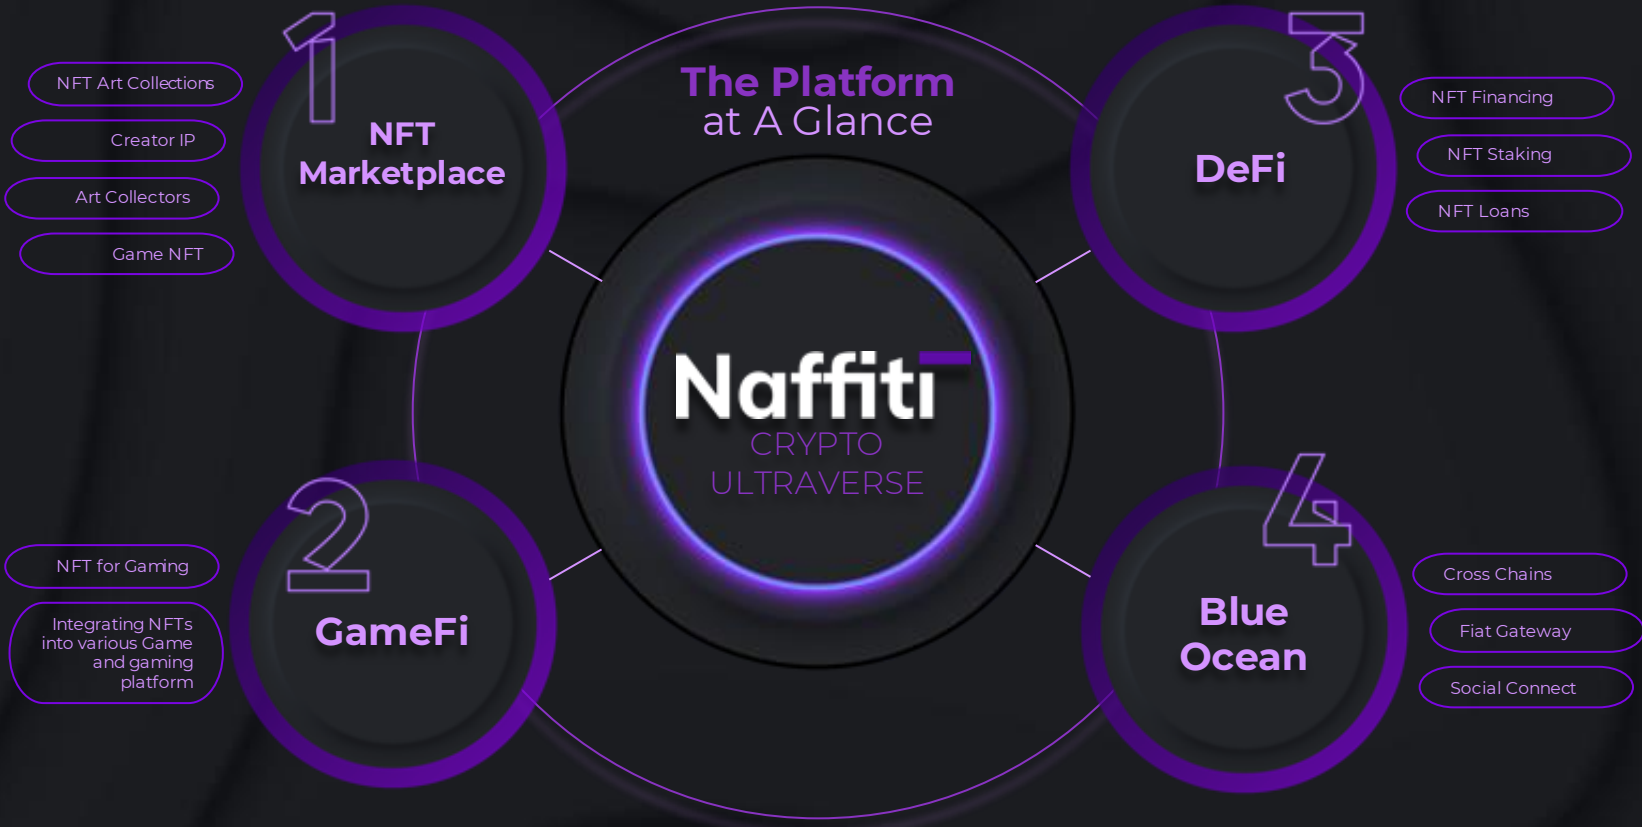 The Platform
at A Glance
1
NFT
Marketplace
NFT Art Collections
Creator IP
Art Collectors
Game NFT
2
GameFi
NFT for Gaming
Integrating NFTs
into various Game
and gaming
platform
Naffiti
CRYPTO
ULTRAVERSE
3
DeFi
NFT Financing
NFT Staking
NFT Loans
4
Blue
Ocean
Cross Chains
Fiat Gateway
Social Connect